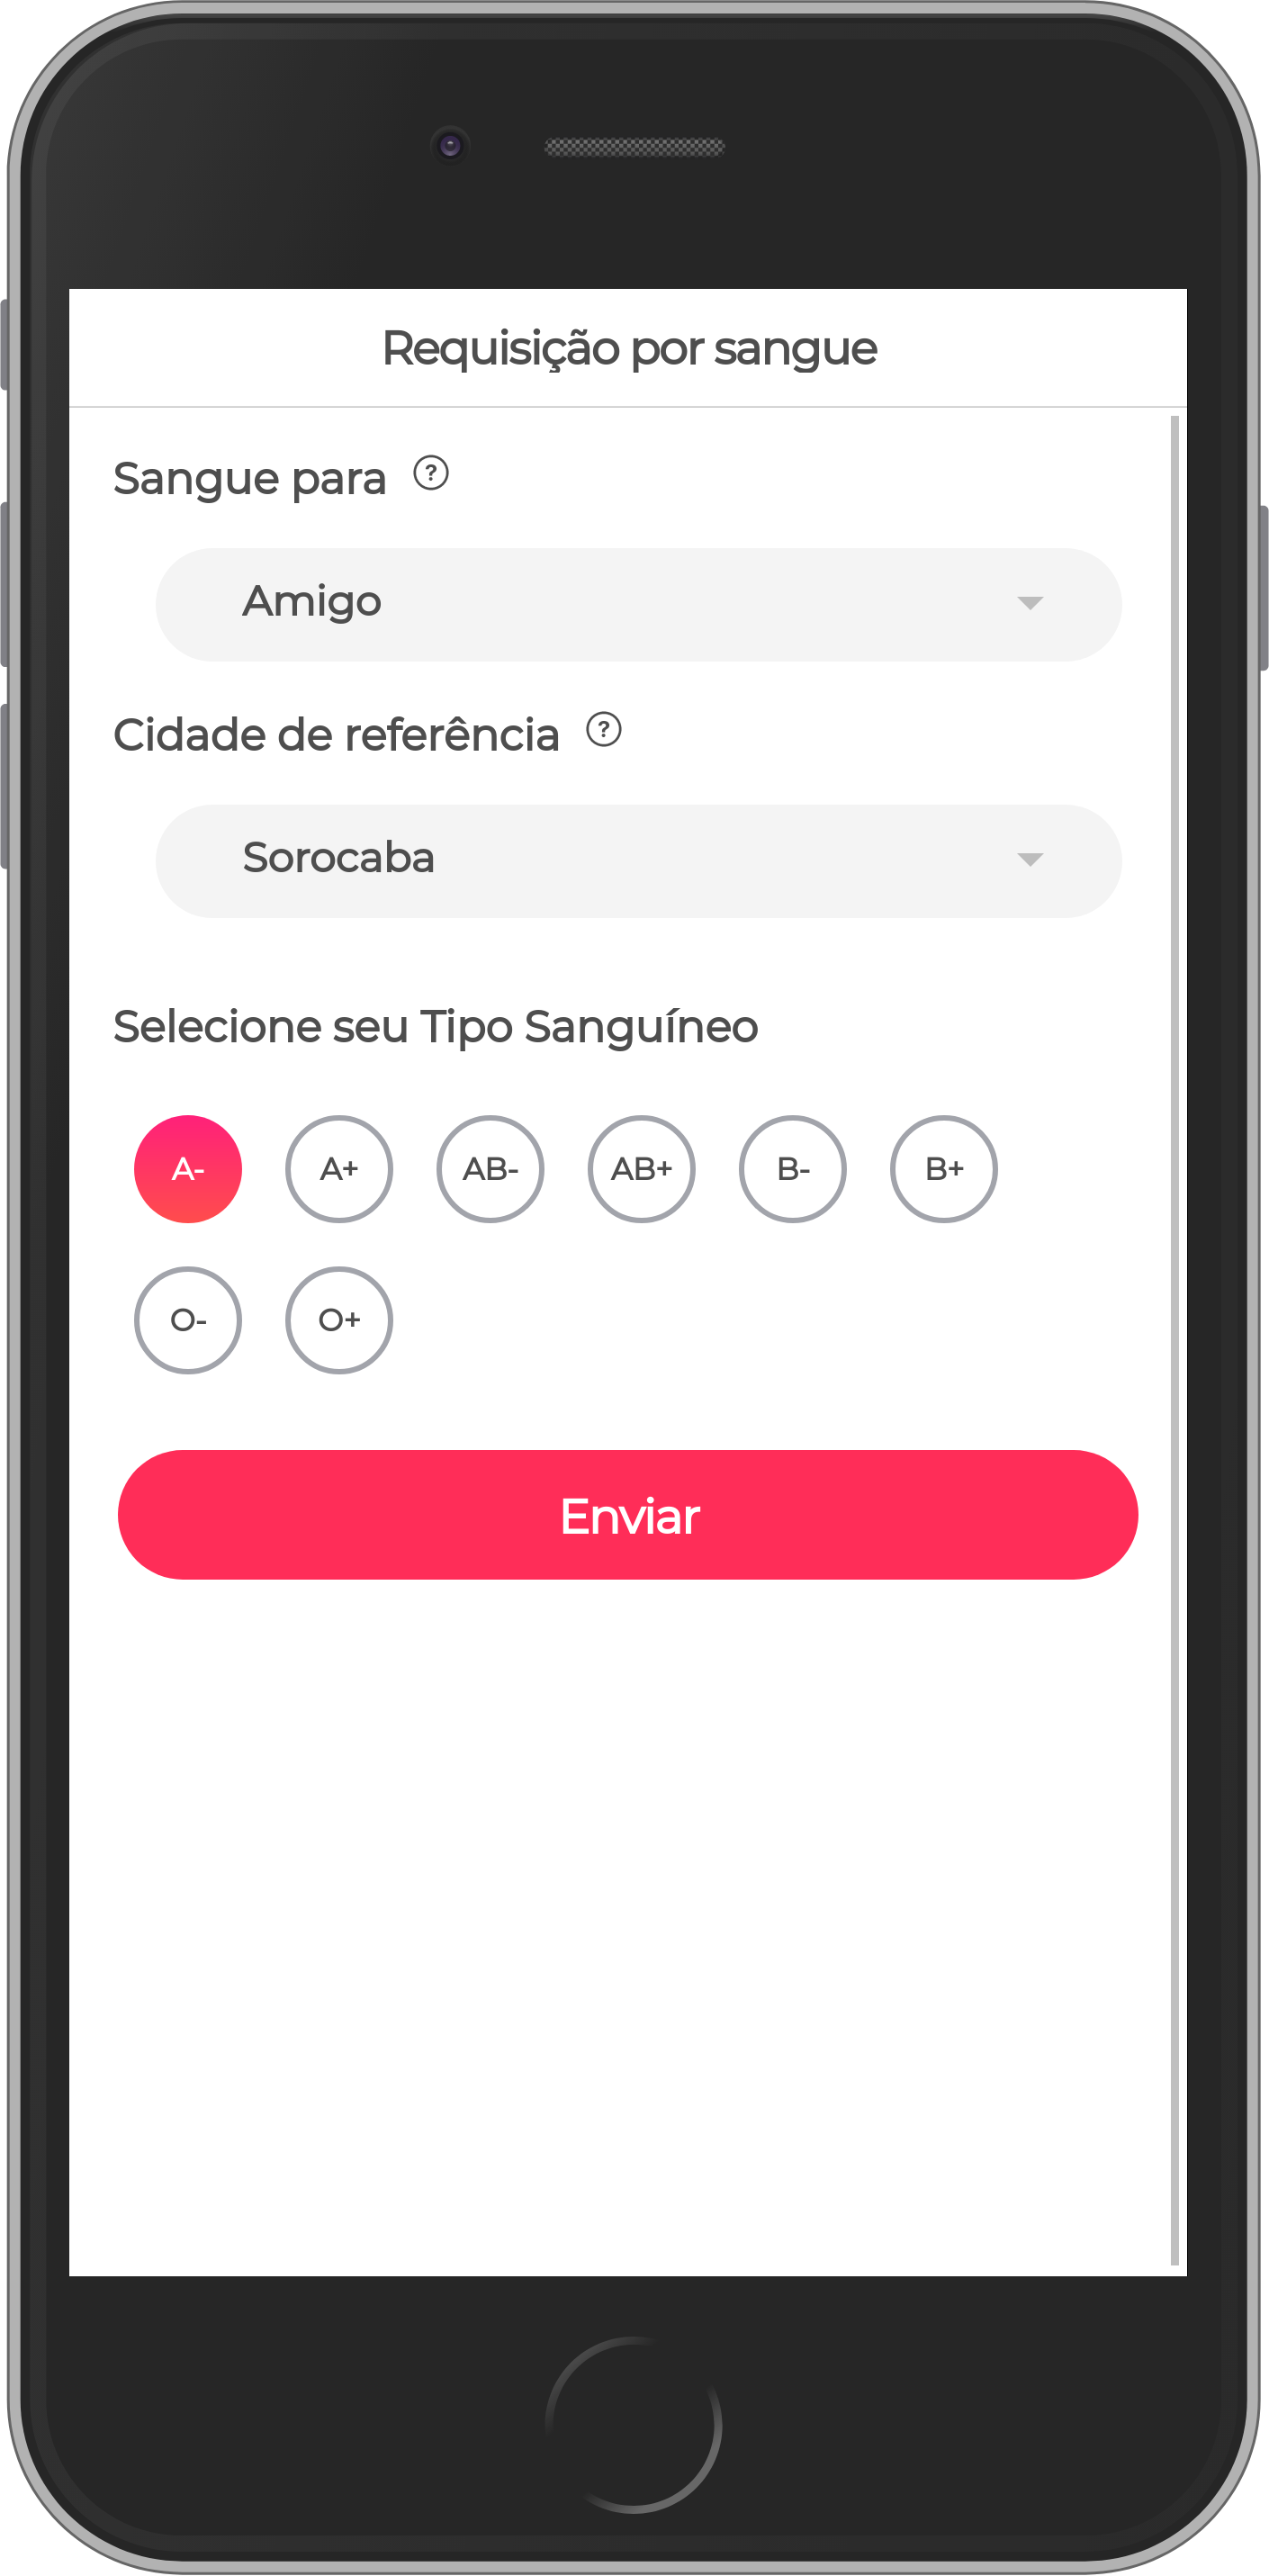 Requisição por sangue
Sangue para ?
Amigo
Cidade de referência ?
Sorocaba
Selecione seu Tipo Sanguíneo
A- A+ AB- AB+ B- B+
O- O+
Enviar